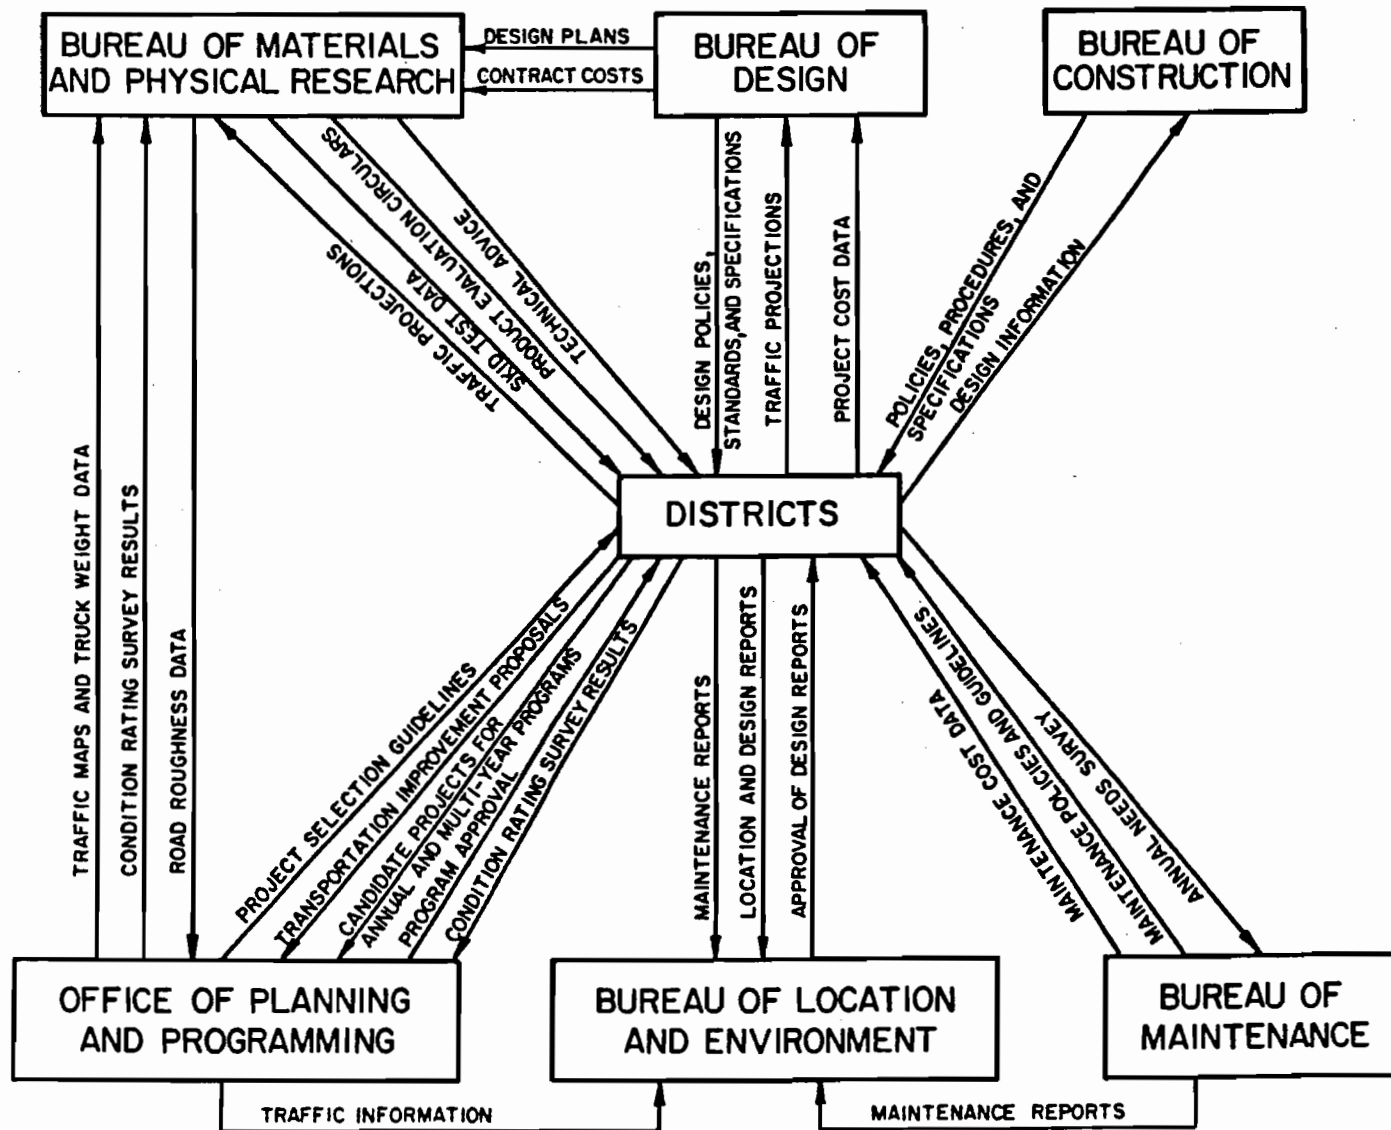 BUREAU OF MATERIALS
AND PHYSICAL RESEARCH
DESIGN PLANS
CONTRACT COSTS
BUREAU OF
DESIGN
BUREAU OF
CONSTRUCTION
TRAFFIC MAPS AND TRUCK WEIGHT DATA
CONDITION RATING SURVEY RESULTS
ROAD ROUGHNESS DATA
TRAFFIC PROJECTIONS
SKID TEST DATA
PRODUCT EVALUATION CIRCULARS
TECHNICAL ADVICE
DESIGN POLICIES,
STANDARDS, AND SPECIFICATIONS
TRAFFIC PROJECTIONS
PROJECT COST DATA
POLICIES, PROCEDURES, AND
SPECIFICATIONS
DESIGN INFORMATION
DISTRICTS
PROJECT SELECTION GUIDELINES
TRANSPORTATION IMPROVEMENT PROPOSALS
CANDIDATE PROJECTS FOR
ANNUAL AND MULTI-YEAR PROGRAMS
PROGRAM APPROVAL
CONDITION RATING SURVEY RESULTS
MAINTENANCE REPORTS
LOCATION AND DESIGN REPORTS
APPROVAL OF DESIGN REPORTS
MAINTENANCE COST DATA
MAINTENANCE POLICIES AND GUIDELINES
ANNUAL NEEDS SURVEY
OFFICE OF PLANNING
AND PROGRAMMING
BUREAU OF LOCATION
AND ENVIRONMENT
BUREAU OF
MAINTENANCE
TRAFFIC INFORMATION
MAINTENANCE REPORTS